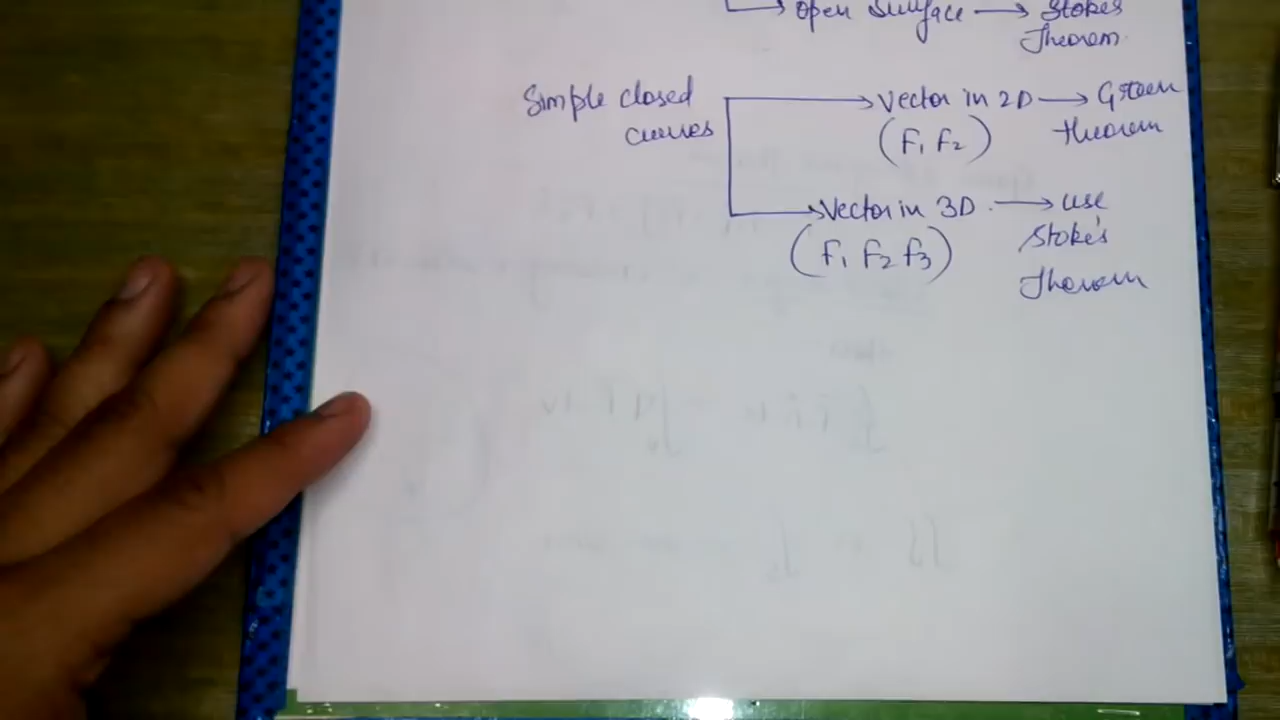 open Surface → Stokes
Theorem.
Simple closed
curves
Vector in 2D → Green
theorem
(F₁ F₂)
Vector in 3D. → use
Stoke's
Theorem
(F₁ F₂ F₃)